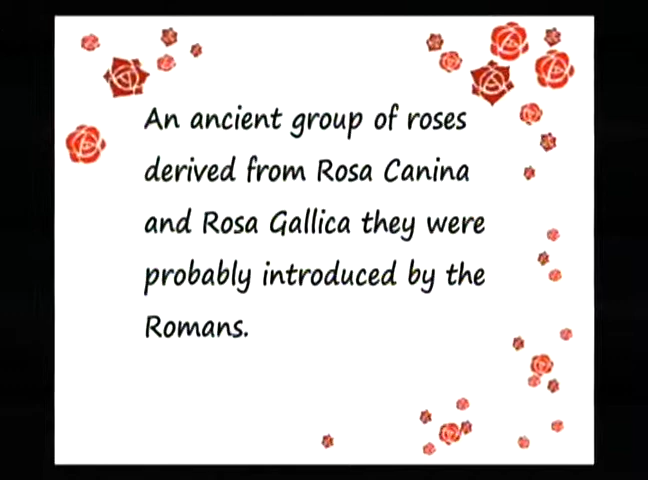 An ancient group of roses
derived from Rosa Canina
and Rosa Gallica they were
probably introduced by the
Romans.